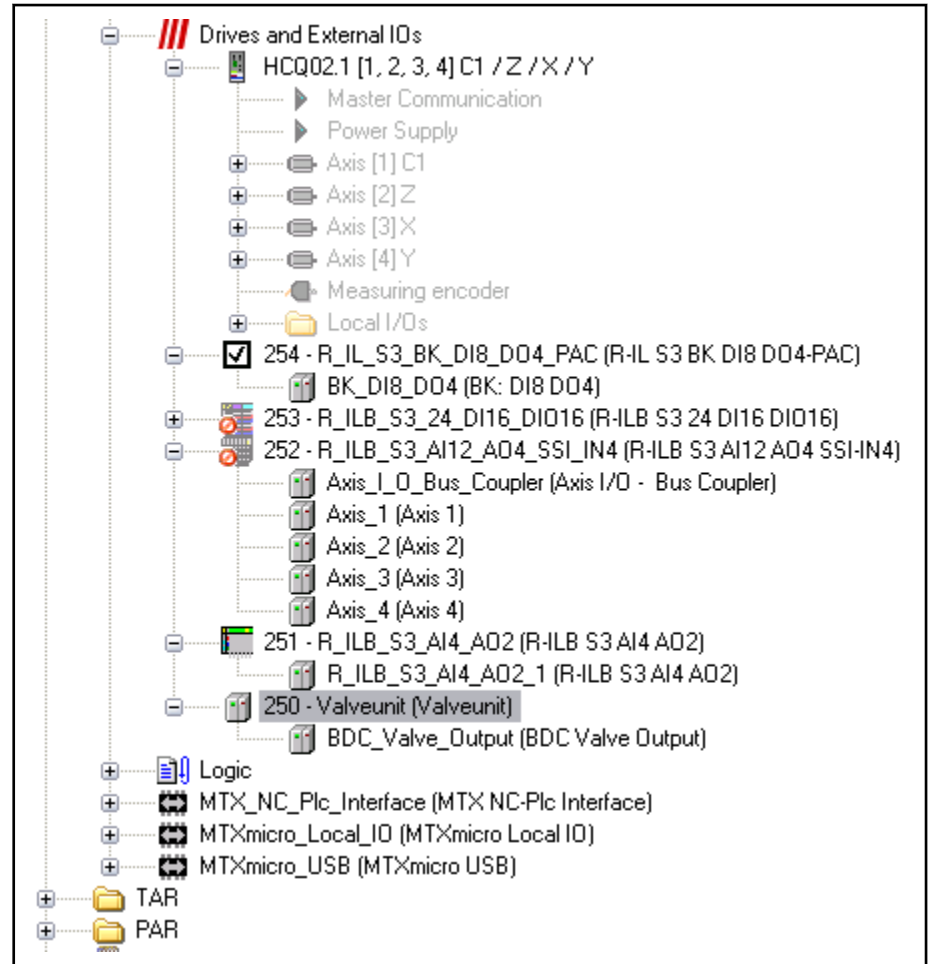 Drives and External IOs
HCQ02.1 [1, 2, 3, 4] C1 / Z / X / Y
Master Communication
Power Supply
Axis [1] C1
Axis [2] Z
Axis [3] X
Axis [4] Y
Measuring encoder
Local I/Os
254 - R_IL_S3_BK_DI8_DO4_PAC (R-IL S3 BK DI8 DO4-PAC)
BK_DI8_DO4 (BK: DI8 DO4)
253 - R_ILB_S3_24_DI16_DIO16 (R-ILB S3 24 DI16 DIO16)
252 - R_ILB_S3_AI12_AO4_SSI_IN4 (R-ILB S3 AI12 AO4 SSI-IN4)
Axis_I_O_Bus_Coupler (Axis I/O - Bus Coupler)
Axis_1 (Axis 1)
Axis_2 (Axis 2)
Axis_3 (Axis 3)
Axis_4 (Axis 4)
251 - R_ILB_S3_AI4_AO2 (R-ILB S3 AI4 AO2)
R_ILB_S3_AI4_AO2_1 (R-ILB S3 AI4 AO2)
250 - Valveunit (Valveunit)
BDC_Valve_Output (BDC Valve Output)
Logic
MTX_NC_Plc_Interface (MTX NC-Plc Interface)
MTXmicro_Local_IO (MTXmicro Local IO)
MTXmicro_USB (MTXmicro USB)
TAR
PAR